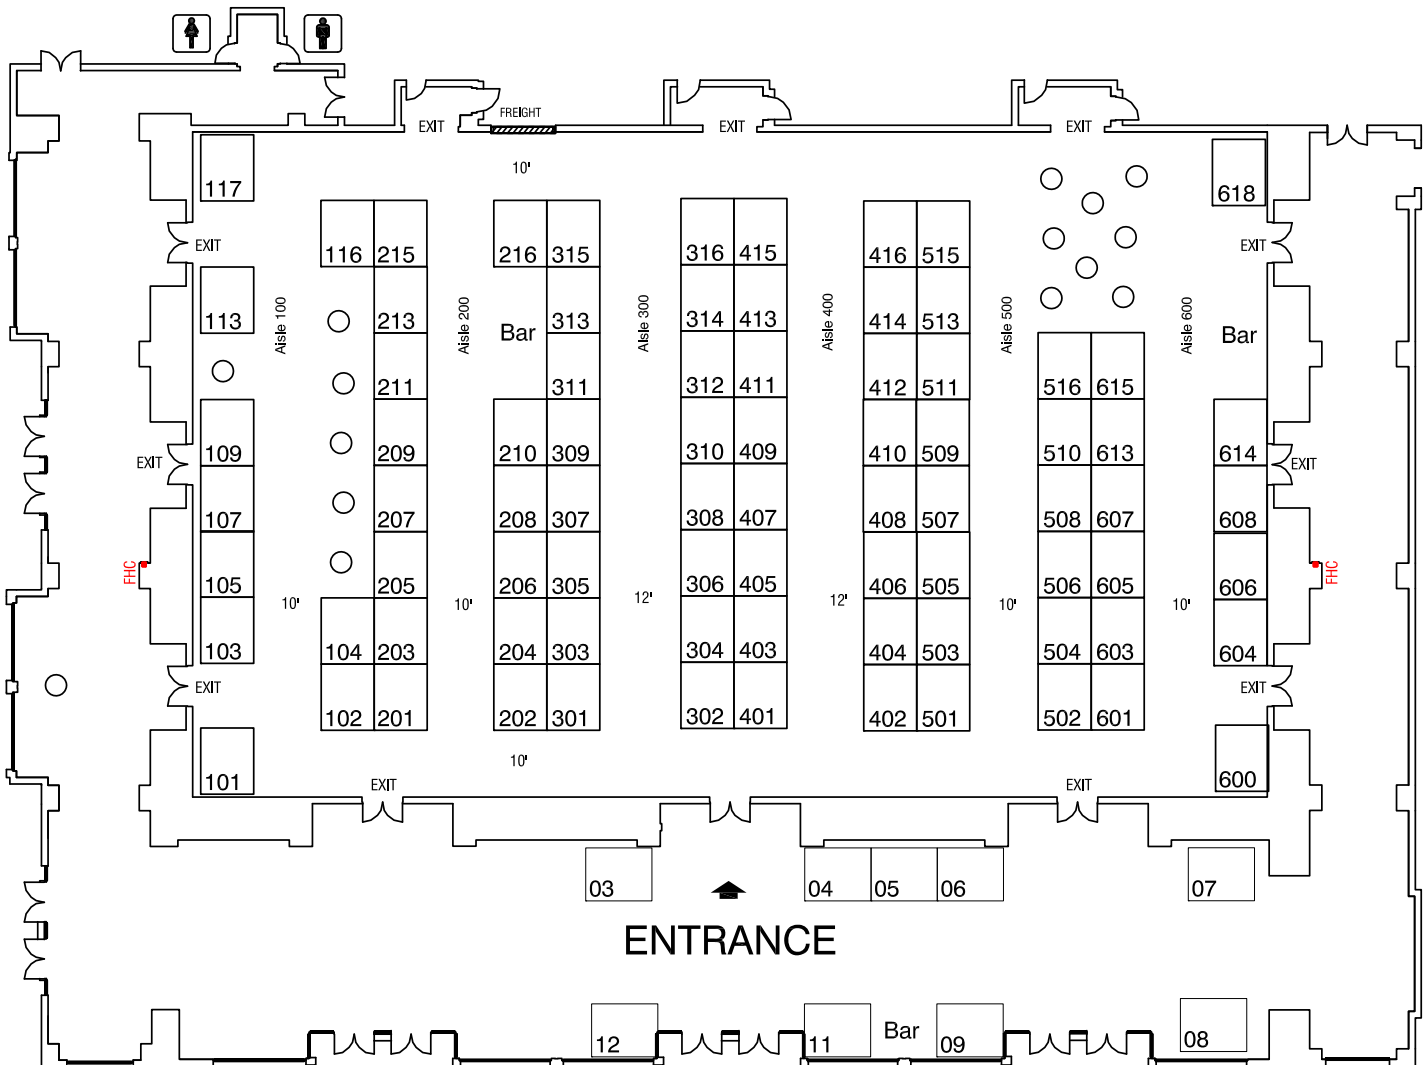 FREIGHT
EXIT
EXIT
EXIT
10'
117
618
116 215
216 315
316 415
416 515
EXIT
EXIT
113
Aisle 100
213
Aisle 200
Bar
313
Aisle 300
314 413
Aisle 400
414 513
Aisle 500
Aisle 600
Bar
211
311
312 411
412 511
516 615
109
209
210 309
310 409
410 509
510 613
614
EXIT
EXIT
107
207
208 307
308 407
408 507
508 607
608
FHC
105
205
206 305
306 405
406 505
506 605
606
FHC
10'
10'
12'
12'
10'
10'
103
104 203
204 303
304 403
404 503
504 603
604
EXIT
EXIT
102 201
202 301
302 401
402 501
502 601
101
EXIT
10'
EXIT
600
03
04 05 06
07
ENTRANCE
12
11
Bar
09
08